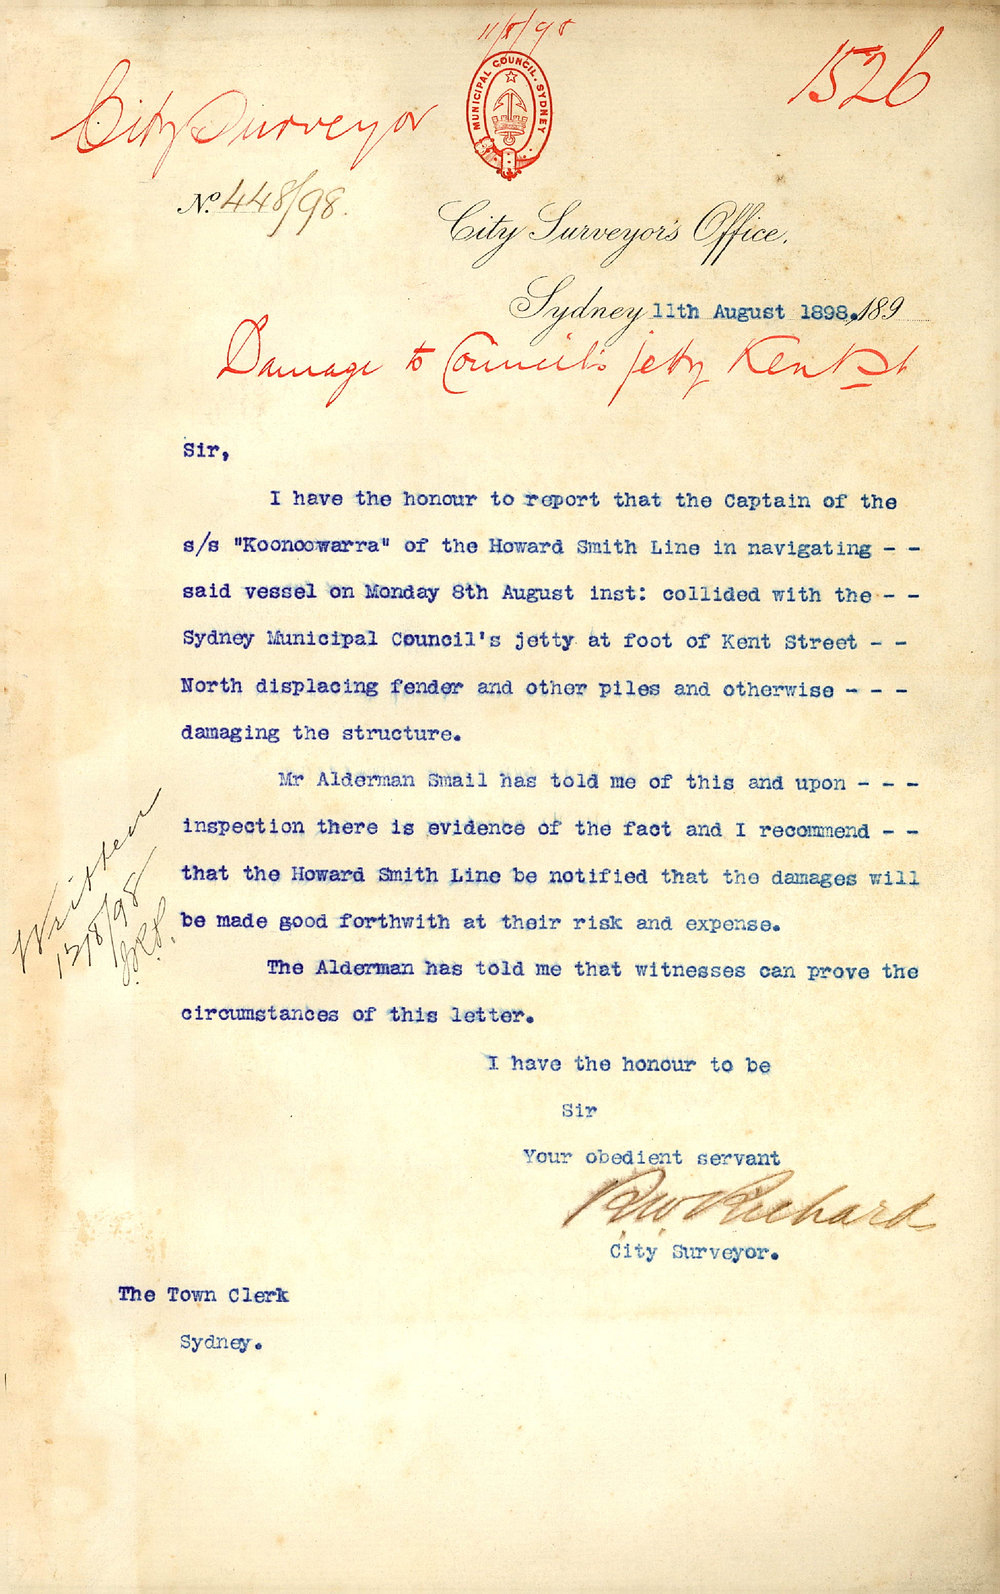 11/8/98
1526
City Surveyor
MUNICIPAL COUNCIL. SYDNEY
No. 448/98.
City Surveyor's Office.
Sydney 11th August 1898. 189
Damage to Council's jetty Kent St
Sir,
I have the honour to report that the Captain of the
s/s "Koonoowarra" of the Howard Smith Line in navigating - -
said vessel on Monday 8th August inst: collided with the - -
Sydney Municipal Council's jetty at foot of Kent Street - -
North displacing fender and other piles and otherwise - - -
damaging the structure.
Mr Alderman Smail has told me of this and upon - - -
inspection there is evidence of the fact and I recommend - -
that the Howard Smith Line be notified that the damages will
be made good forthwith at their risk and expense.
The Alderman has told me that witnesses can prove the
circumstances of this letter.
Written
12/8/98
I have the honour to be
Sir
Your obedient servant
R W Richard
City Surveyor.
The Town Clerk
Sydney.